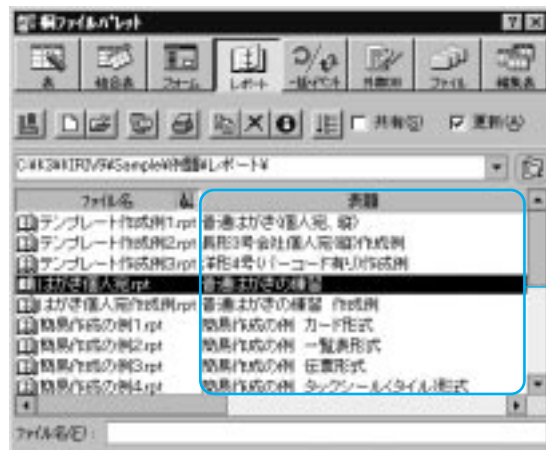 桐ファイルパレット
表 結合表 フォーム レポート 一括処理 外部DB ファイル 編集表
共有(S) 更新(A)
C:¥K3¥KIRIV9¥Sample¥例題¥レポート¥
ファイル名 表題
テンプレート作成例1.rpt 普通はがき(個人宛、縦)
テンプレート作成例2.rpt 長形3号会社個人宛(縦)作成例
テンプレート作成例3.rpt 洋形4号(バーコード有り)作成例
はがき個人宛.rpt 普通はがきの練習
はがき個人宛作成例.rpt 普通はがきの練習 作成例
簡易作成の例1.rpt 簡易作成の例 カード形式
簡易作成の例2.rpt 簡易作成の例 一覧表形式
簡易作成の例3.rpt 簡易作成の例 伝票形式
簡易作成の例4.rpt 簡易作成の例 タックシール(タイル)形式
ファイル名(F):